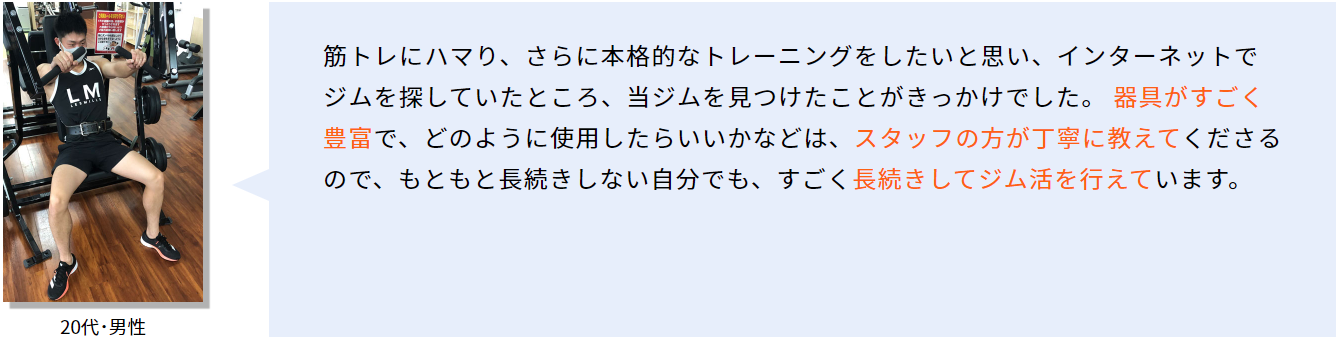 筋トレにハマり、さらに本格的なトレーニングをしたいと思い、インターネットで
ジムを探していたところ、当ジムを見つけたことがきっかけでした。 器具がすごく
豊富で、どのように使用したらいいかなどは、スタッフの方が丁寧に教えてくださる
ので、もともと長続きしない自分でも、すごく長続きしてジム活を行えています。
LM
LESMILLS
20代･男性